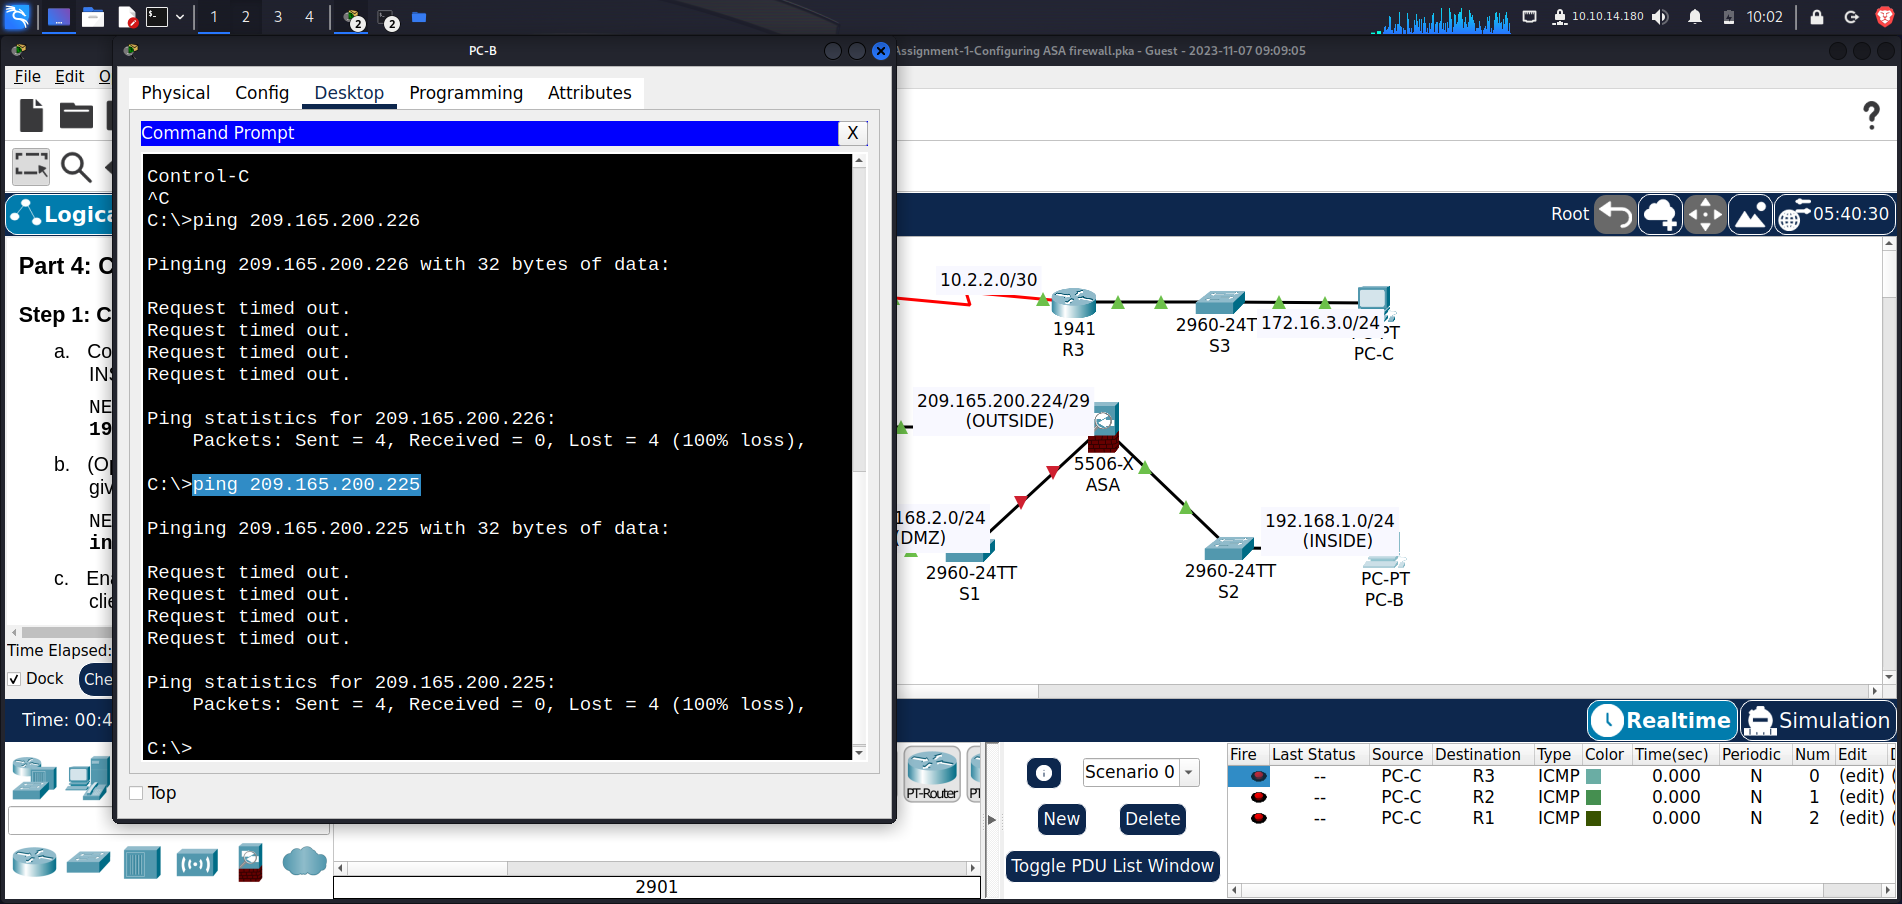 1 2 3 4 2 2
10.10.14.180 10:02
PC-B
Assignment-1-Configuring ASA firewall.pka - Guest - 2023-11-07 09:09:05
File Edit O
Physical Config Desktop Programming Attributes
Command Prompt X
Control-C
^C
C:\>ping 209.165.200.226
Pinging 209.165.200.226 with 32 bytes of data:
Request timed out.
Request timed out.
Request timed out.
Request timed out.
Ping statistics for 209.165.200.226:
Packets: Sent = 4, Received = 0, Lost = 4 (100% loss),
C:\>ping 209.165.200.225
Pinging 209.165.200.225 with 32 bytes of data:
Request timed out.
Request timed out.
Request timed out.
Request timed out.
Ping statistics for 209.165.200.225:
Packets: Sent = 4, Received = 0, Lost = 4 (100% loss),
C:\>
Top
Logica
Part 4: C
Step 1: C
a. Co
INS
NE
19
b. (Op
giv
NE
in
c. Ena
clie
Time Elapsed:
Dock Che
Time: 00:4
?
Root 05:40:30
10.2.2.0/30
1941
R3
2960-24T
S3
172.16.3.0/24
PT
PC-C
209.165.200.224/29
(OUTSIDE)
5506-X
ASA
168.2.0/24
(DMZ)
2960-24TT
S1
192.168.1.0/24
(INSIDE)
2960-24TT
S2
PC-PT
PC-B
Realtime Simulation
PT-Router PT
2901
Scenario 0
New Delete
Toggle PDU List Window
Fire Last Status Source Destination Type Color Time(sec) Periodic Num Edit D
-- PC-C R3 ICMP 0.000 N 0 (edit) (
-- PC-C R2 ICMP 0.000 N 1 (edit) (
-- PC-C R1 ICMP 0.000 N 2 (edit) (